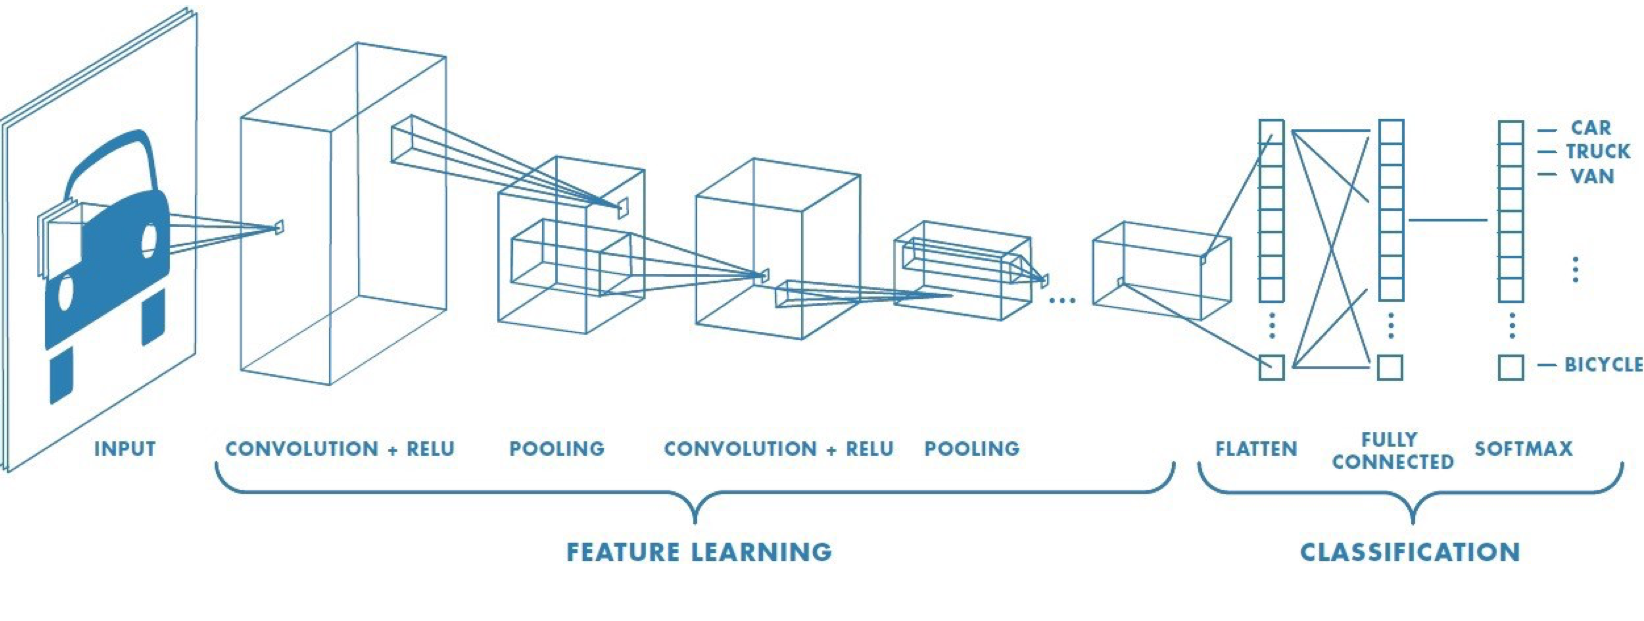 CAR
TRUCK
VAN
BICYCLE
INPUT
CONVOLUTION + RELU
POOLING
CONVOLUTION + RELU
POOLING
FLATTEN
FULLY
CONNECTED
SOFTMAX
FEATURE LEARNING
CLASSIFICATION